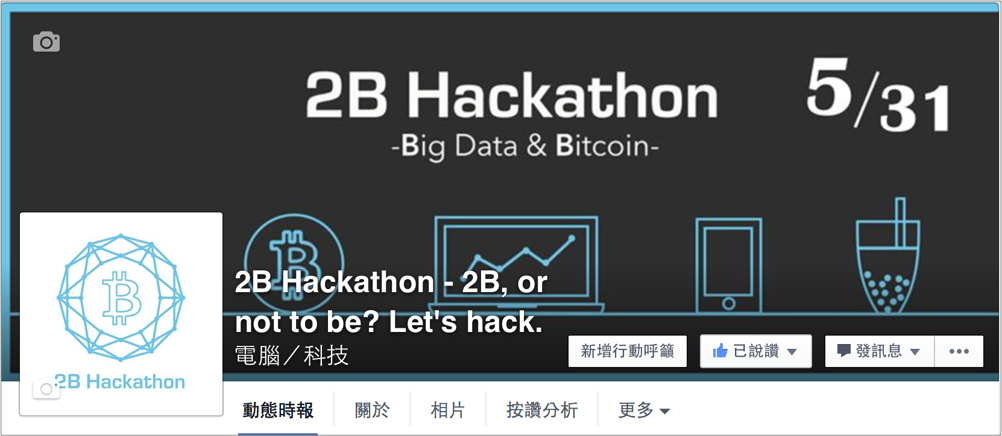 2B Hackathon
5/31
-Big Data & Bitcoin-
2B Hackathon - 2B, or
not to be? Let's hack.
電腦／科技
新增行動呼籲
已說讚
發訊息
2B Hackathon
動態時報
關於
相片
按讚分析
更多